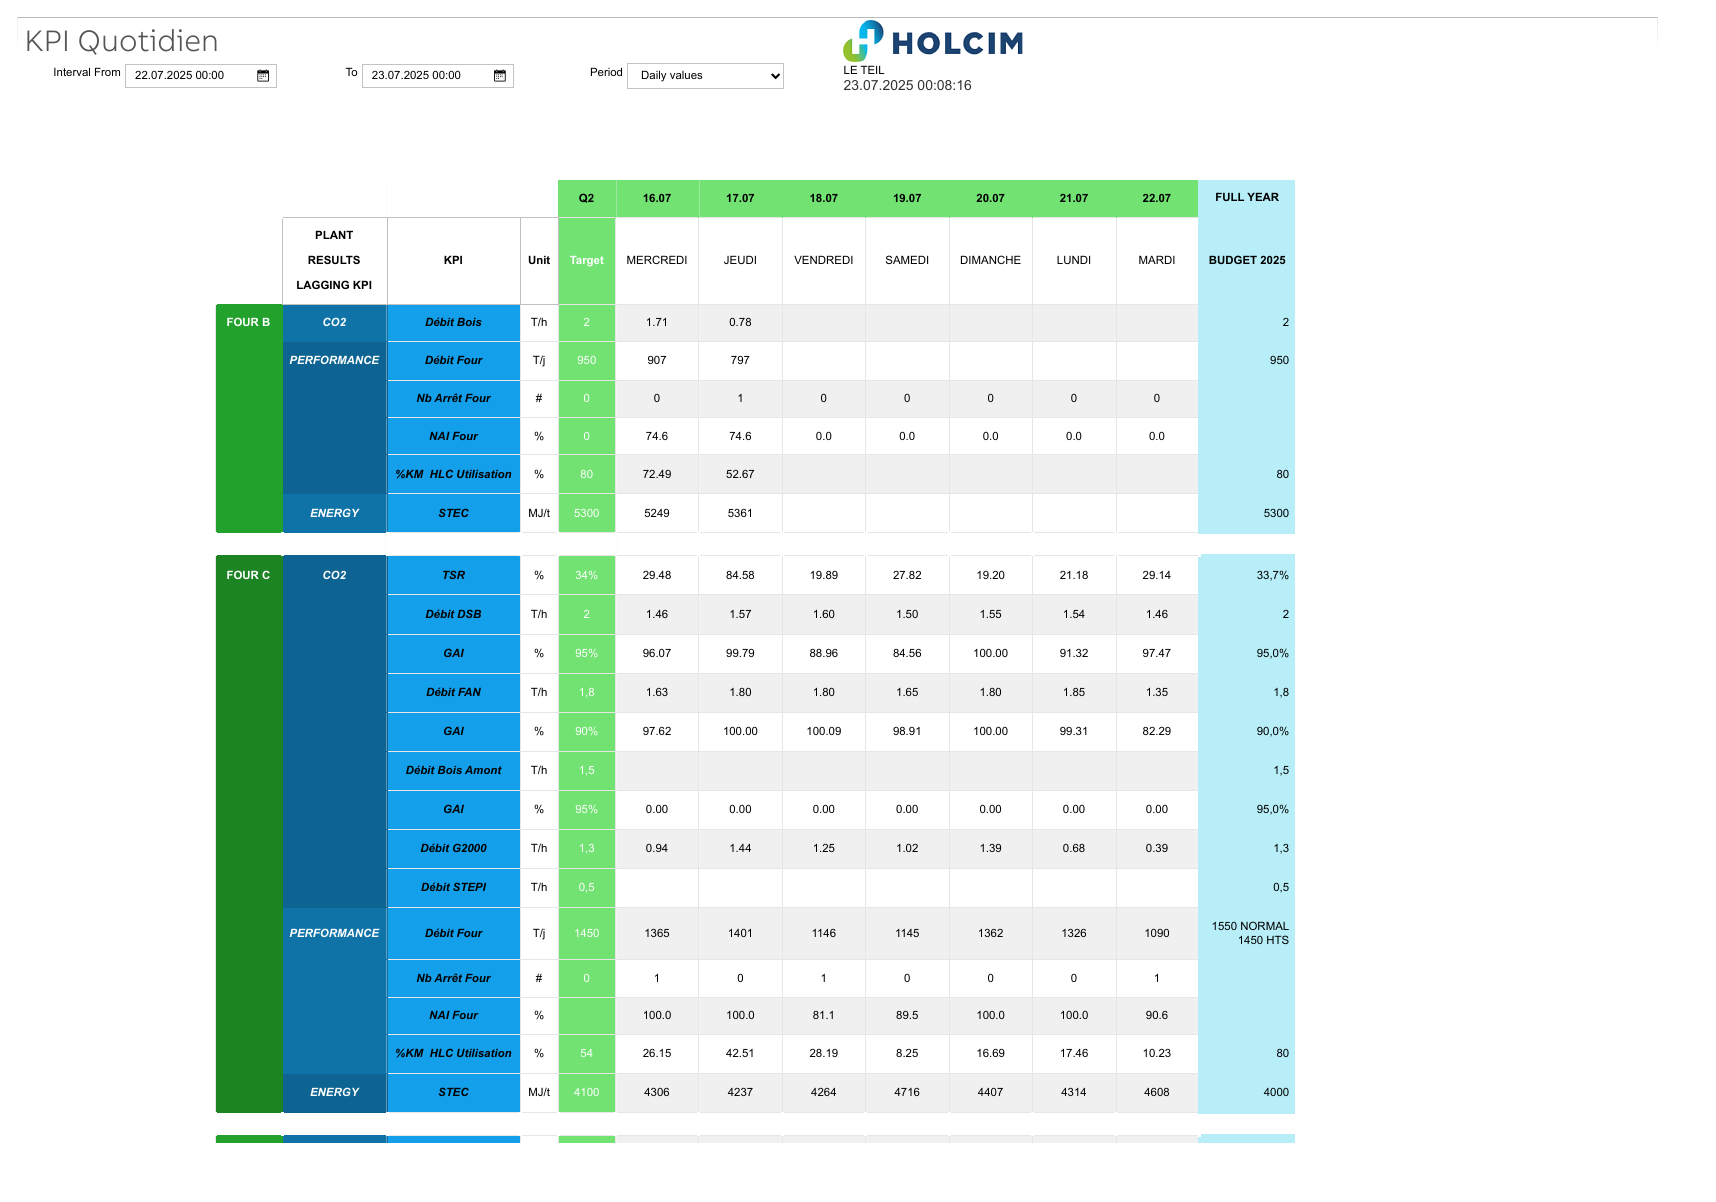 KPI Quotidien
HOLCIM
Interval From 22.07.2025 00:00 To 23.07.2025 00:00 Period Daily values
LE TEIL
23.07.2025 00:08:16
Q2 16.07 17.07 18.07 19.07 20.07 21.07 22.07 FULL YEAR
PLANT
RESULTS KPI Unit Target MERCREDI JEUDI VENDREDI SAMEDI DIMANCHE LUNDI MARDI BUDGET 2025
LAGGING KPI
FOUR B CO2 Débit Bois T/h 2 1.71 0.78 2
PERFORMANCE Débit Four T/j 950 907 797 950
Nb Arrêt Four # 0 0 1 0 0 0 0 0
NAI Four % 0 74.6 74.6 0.0 0.0 0.0 0.0 0.0
%KM HLC Utilisation % 80 72.49 52.67 80
ENERGY STEC MJ/t 5300 5249 5361 5300
FOUR C CO2 TSR % 34% 29.48 84.58 19.89 27.82 19.20 21.18 29.14 33,7%
Débit DSB T/h 2 1.46 1.57 1.60 1.50 1.55 1.54 1.46 2
GAI % 95% 96.07 99.79 88.96 84.56 100.00 91.32 97.47 95,0%
Débit FAN T/h 1,8 1.63 1.80 1.80 1.65 1.80 1.85 1.35 1,8
GAI % 90% 97.62 100.00 100.09 98.91 100.00 99.31 82.29 90,0%
Débit Bois Amont T/h 1,5 1,5
GAI % 95% 0.00 0.00 0.00 0.00 0.00 0.00 0.00 95,0%
Débit G2000 T/h 1,3 0.94 1.44 1.25 1.02 1.39 0.68 0.39 1,3
Débit STEPI T/h 0,5 0,5
PERFORMANCE Débit Four T/j 1450 1365 1401 1146 1145 1362 1326 1090 1550 NORMAL
1450 HTS
Nb Arrêt Four # 0 1 0 1 0 0 0 1
NAI Four % 100.0 100.0 81.1 89.5 100.0 100.0 90.6
%KM HLC Utilisation % 54 26.15 42.51 28.19 8.25 16.69 17.46 10.23 80
ENERGY STEC MJ/t 4100 4306 4237 4264 4716 4407 4314 4608 4000